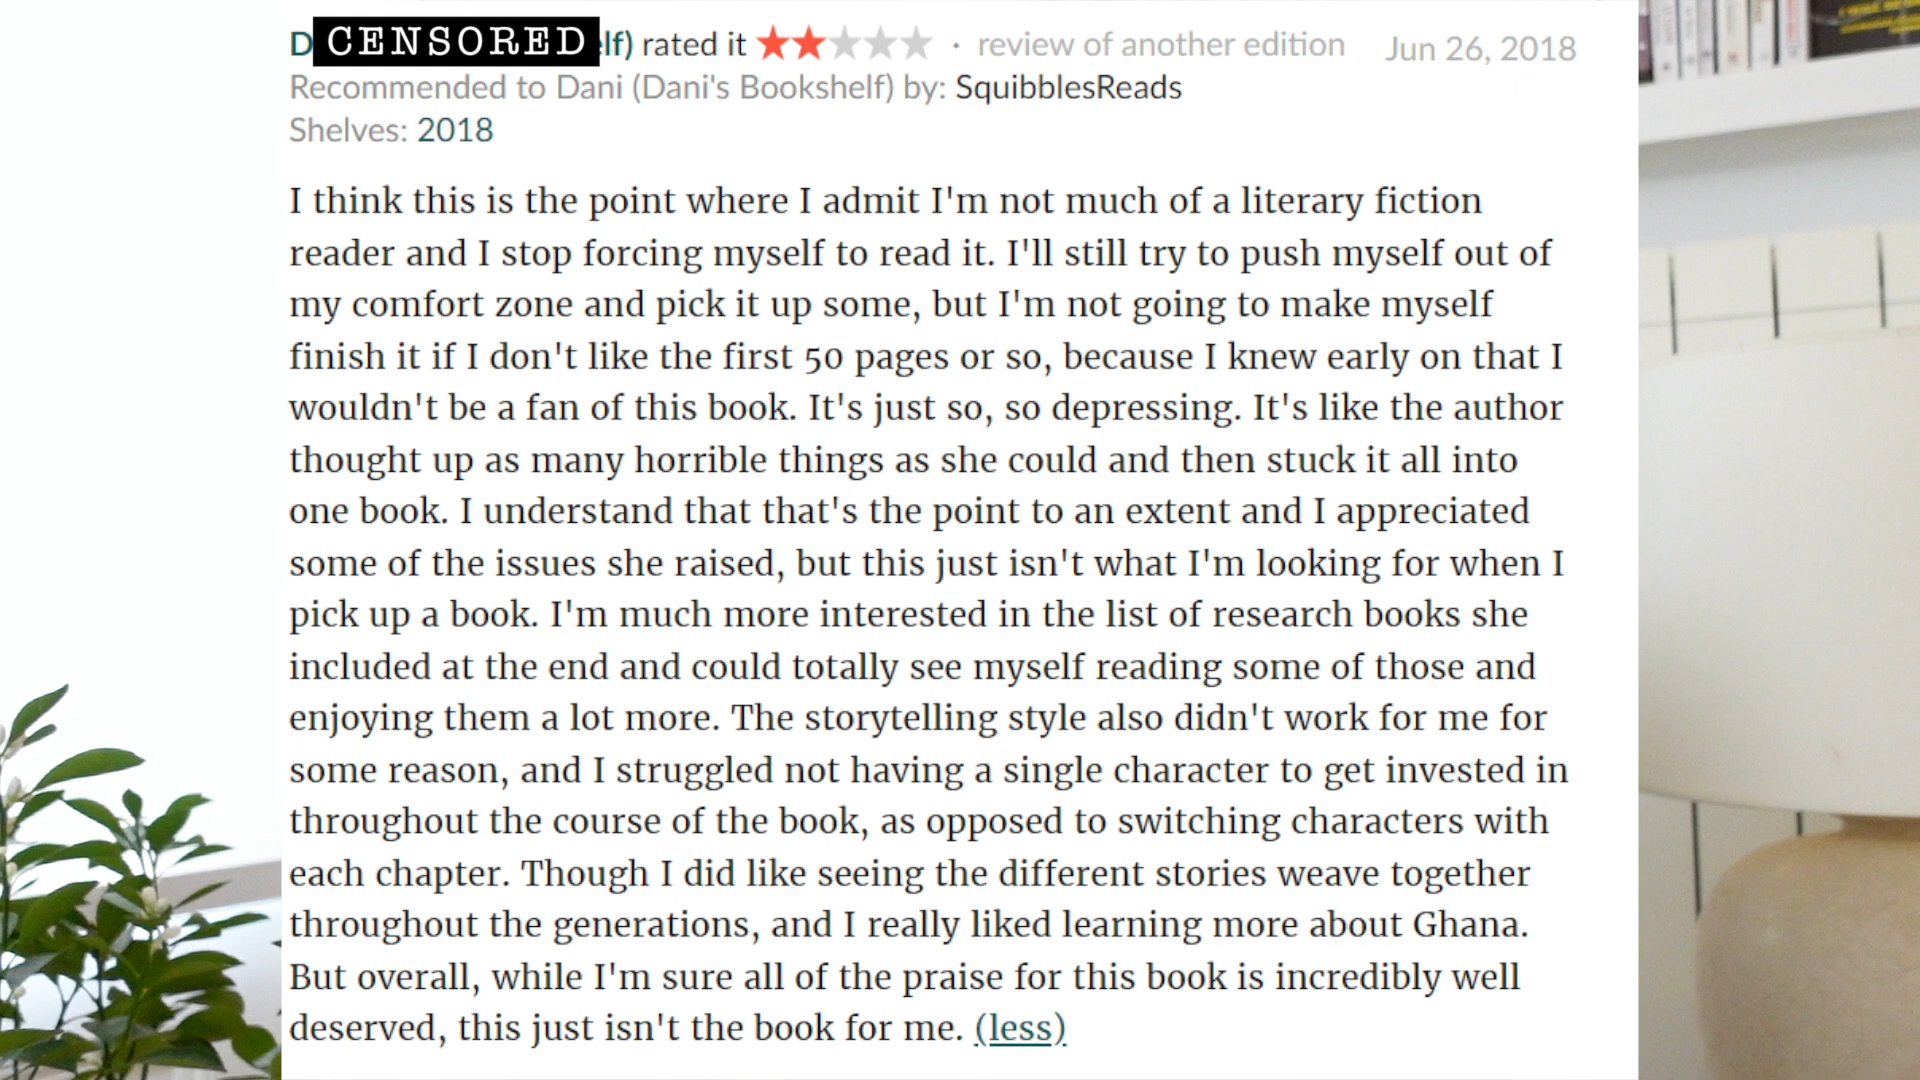 D CENSORED lf) rated it · review of another edition Jun 26, 2018
Recommended to Dani (Dani's Bookshelf) by: SquibblesReads
Shelves: 2018
I think this is the point where I admit I'm not much of a literary fiction
reader and I stop forcing myself to read it. I'll still try to push myself out of
my comfort zone and pick it up some, but I'm not going to make myself
finish it if I don't like the first 50 pages or so, because I knew early on that I
wouldn't be a fan of this book. It's just so, so depressing. It's like the author
thought up as many horrible things as she could and then stuck it all into
one book. I understand that that's the point to an extent and I appreciated
some of the issues she raised, but this just isn't what I'm looking for when I
pick up a book. I'm much more interested in the list of research books she
included at the end and could totally see myself reading some of those and
enjoying them a lot more. The storytelling style also didn't work for me for
some reason, and I struggled not having a single character to get invested in
throughout the course of the book, as opposed to switching characters with
each chapter. Though I did like seeing the different stories weave together
throughout the generations, and I really liked learning more about Ghana.
But overall, while I'm sure all of the praise for this book is incredibly well
deserved, this just isn't the book for me. (less)